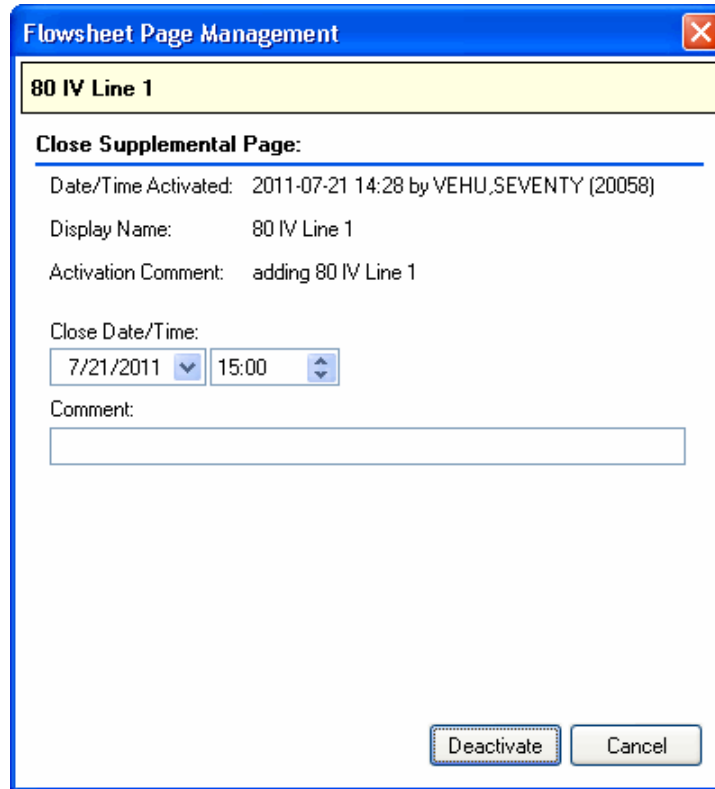 Flowsheet Page Management
80 IV Line 1
Close Supplemental Page:
Date/Time Activated: 2011-07-21 14:28 by VEHU,SEVENTY (20058)
Display Name: 80 IV Line 1
Activation Comment: adding 80 IV Line 1
Close Date/Time:
7/21/2011 15:00
Comment:
Deactivate Cancel